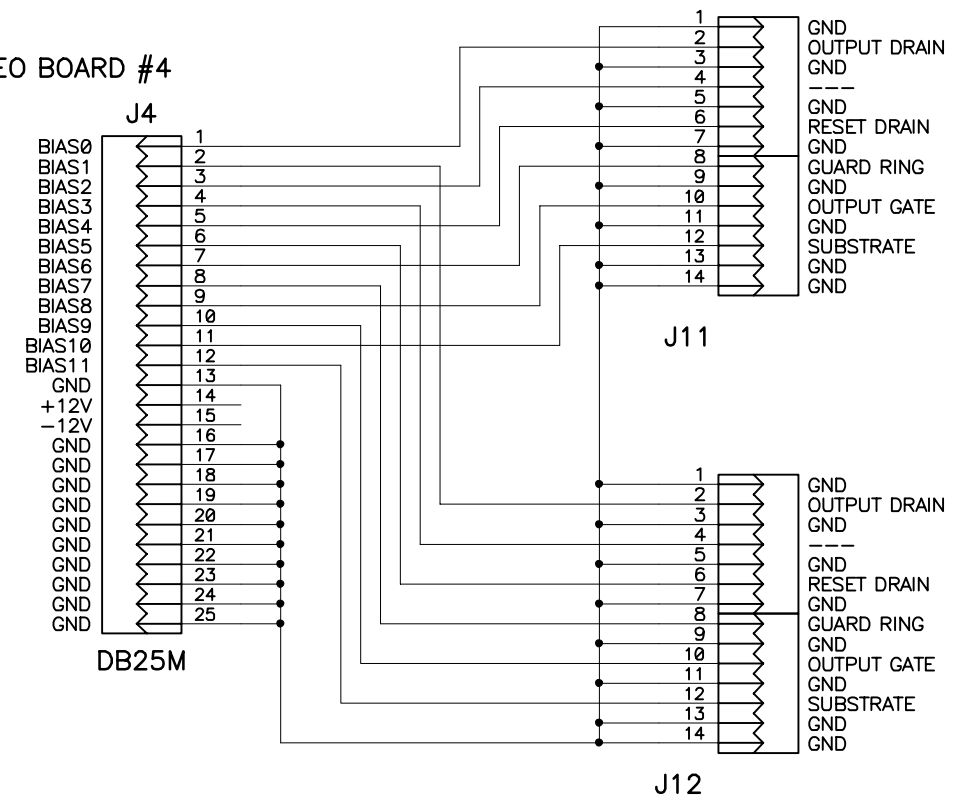 EO BOARD #4
J4
BIAS0 1
BIAS1 2
BIAS2 3
BIAS3 4
BIAS4 5
BIAS5 6
BIAS6 7
BIAS7 8
BIAS8 9
BIAS9 10
BIAS10 11
BIAS11 12
GND 13
+12V 14
-12V 15
GND 16
GND 17
GND 18
GND 19
GND 20
GND 21
GND 22
GND 23
GND 24
GND 25
DB25M
1 GND
2 OUTPUT DRAIN
3 GND
4 ---
5 GND
6 RESET DRAIN
7 GND
8 GUARD RING
9 GND
10 OUTPUT GATE
11 GND
12 SUBSTRATE
13 GND
14 GND
J11
1 GND
2 OUTPUT DRAIN
3 GND
4 ---
5 GND
6 RESET DRAIN
7 GND
8 GUARD RING
9 GND
10 OUTPUT GATE
11 GND
12 SUBSTRATE
13 GND
14 GND
J12